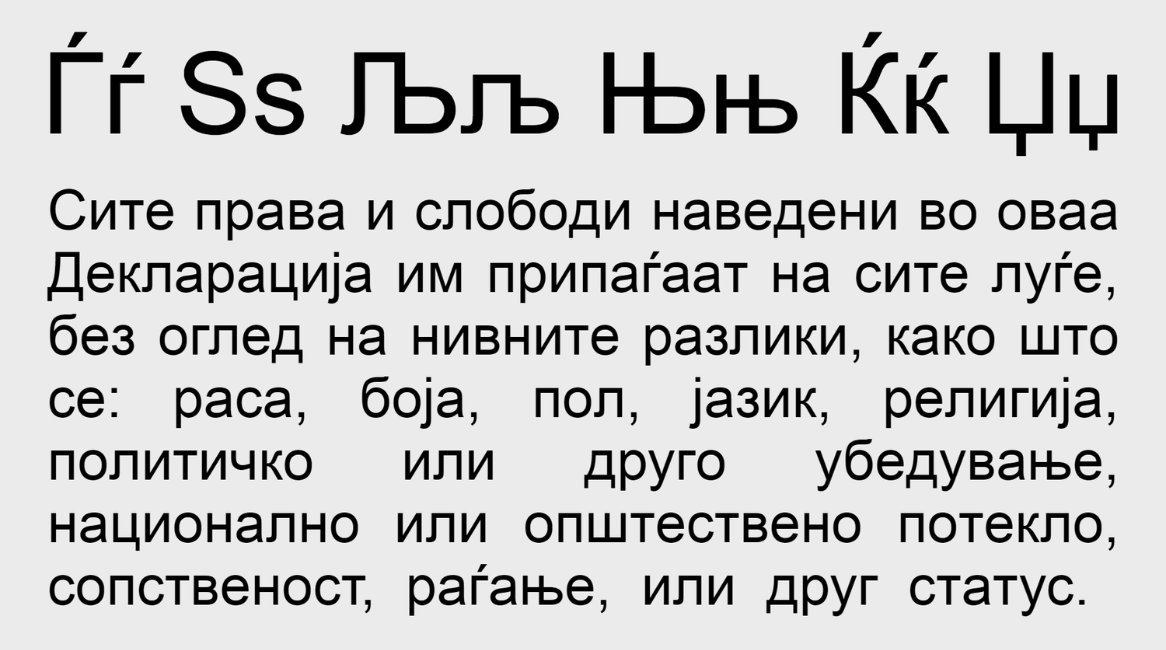 Ѓѓ Ѕѕ Љљ Њњ Ќќ Џџ
Сите права и слободи наведени во оваа
Декларација им припаѓаат на сите луѓе,
без оглед на нивните разлики, како што
се: раса, боја, пол, јазик, религија,
политичко или друго убедување,
национално или општествено потекло,
сопственост, раѓање, или друг статус.